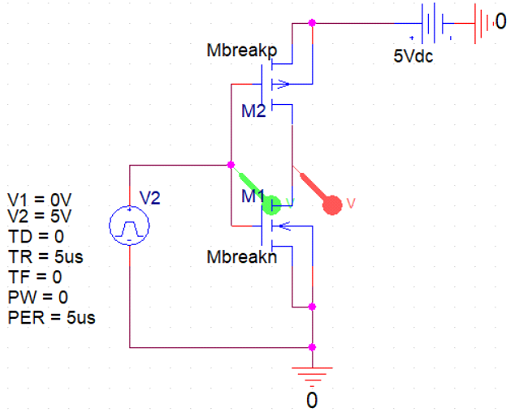 0
Mbreakp
5Vdc
M2
M1
V
V
V2
V1 = 0V
V2 = 5V
TD = 0
TR = 5us
TF = 0
PW = 0
PER = 5us
Mbreakn
0